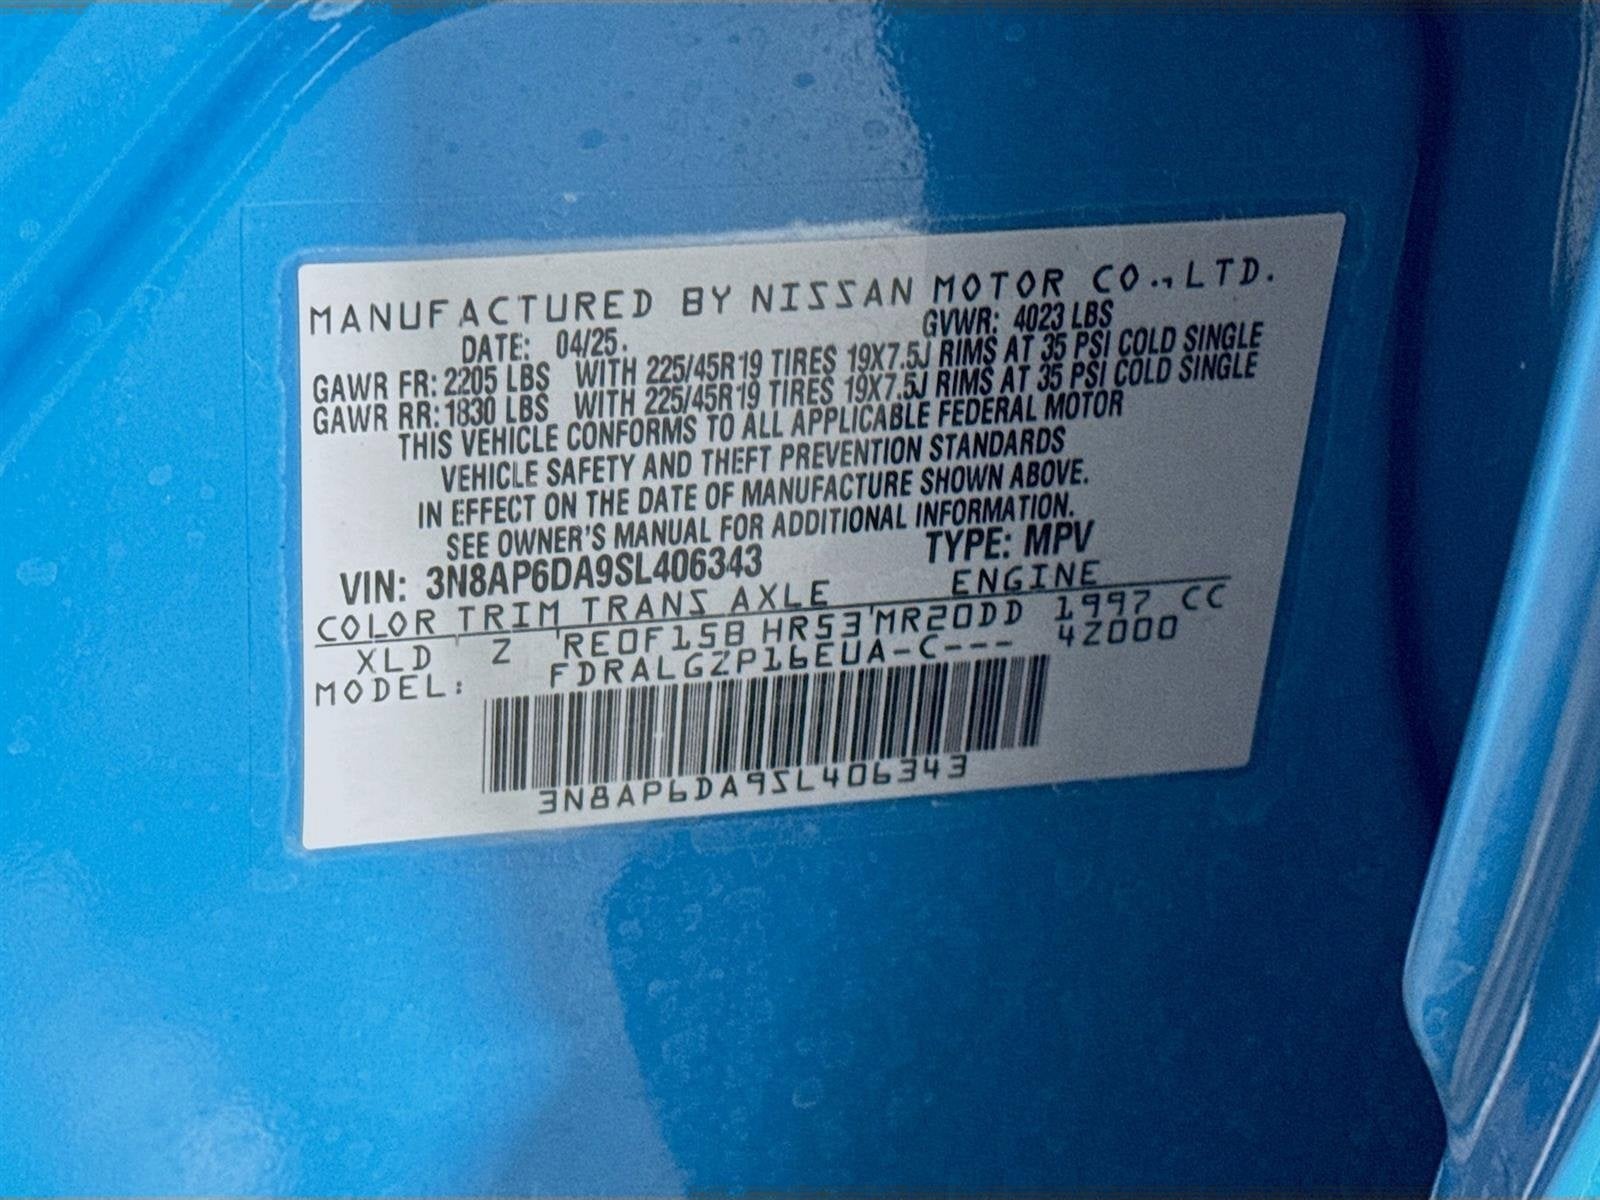 MANUFACTURED BY NISSAN MOTOR CO., LTD.
DATE: 04/25. GVWR: 4023 LBS
GAWR FR: 2205 LBS WITH 225/45R19 TIRES 19X7.5J RIMS AT 35 PSI COLD SINGLE
GAWR RR: 1830 LBS WITH 225/45R19 TIRES 19X7.5J RIMS AT 35 PSI COLD SINGLE
THIS VEHICLE CONFORMS TO ALL APPLICABLE FEDERAL MOTOR
VEHICLE SAFETY AND THEFT PREVENTION STANDARDS
IN EFFECT ON THE DATE OF MANUFACTURE SHOWN ABOVE.
SEE OWNER'S MANUAL FOR ADDITIONAL INFORMATION.
VIN: 3N8AP6DA9SL406343 TYPE: MPV
COLOR TRIM TRANS AXLE ENGINE
XLD Z RE0F15B HR53 MR20DD 1997 CC
MODEL: FDRALGZP16EUA-C--- 4Z000
3N8AP6DA9SL406343